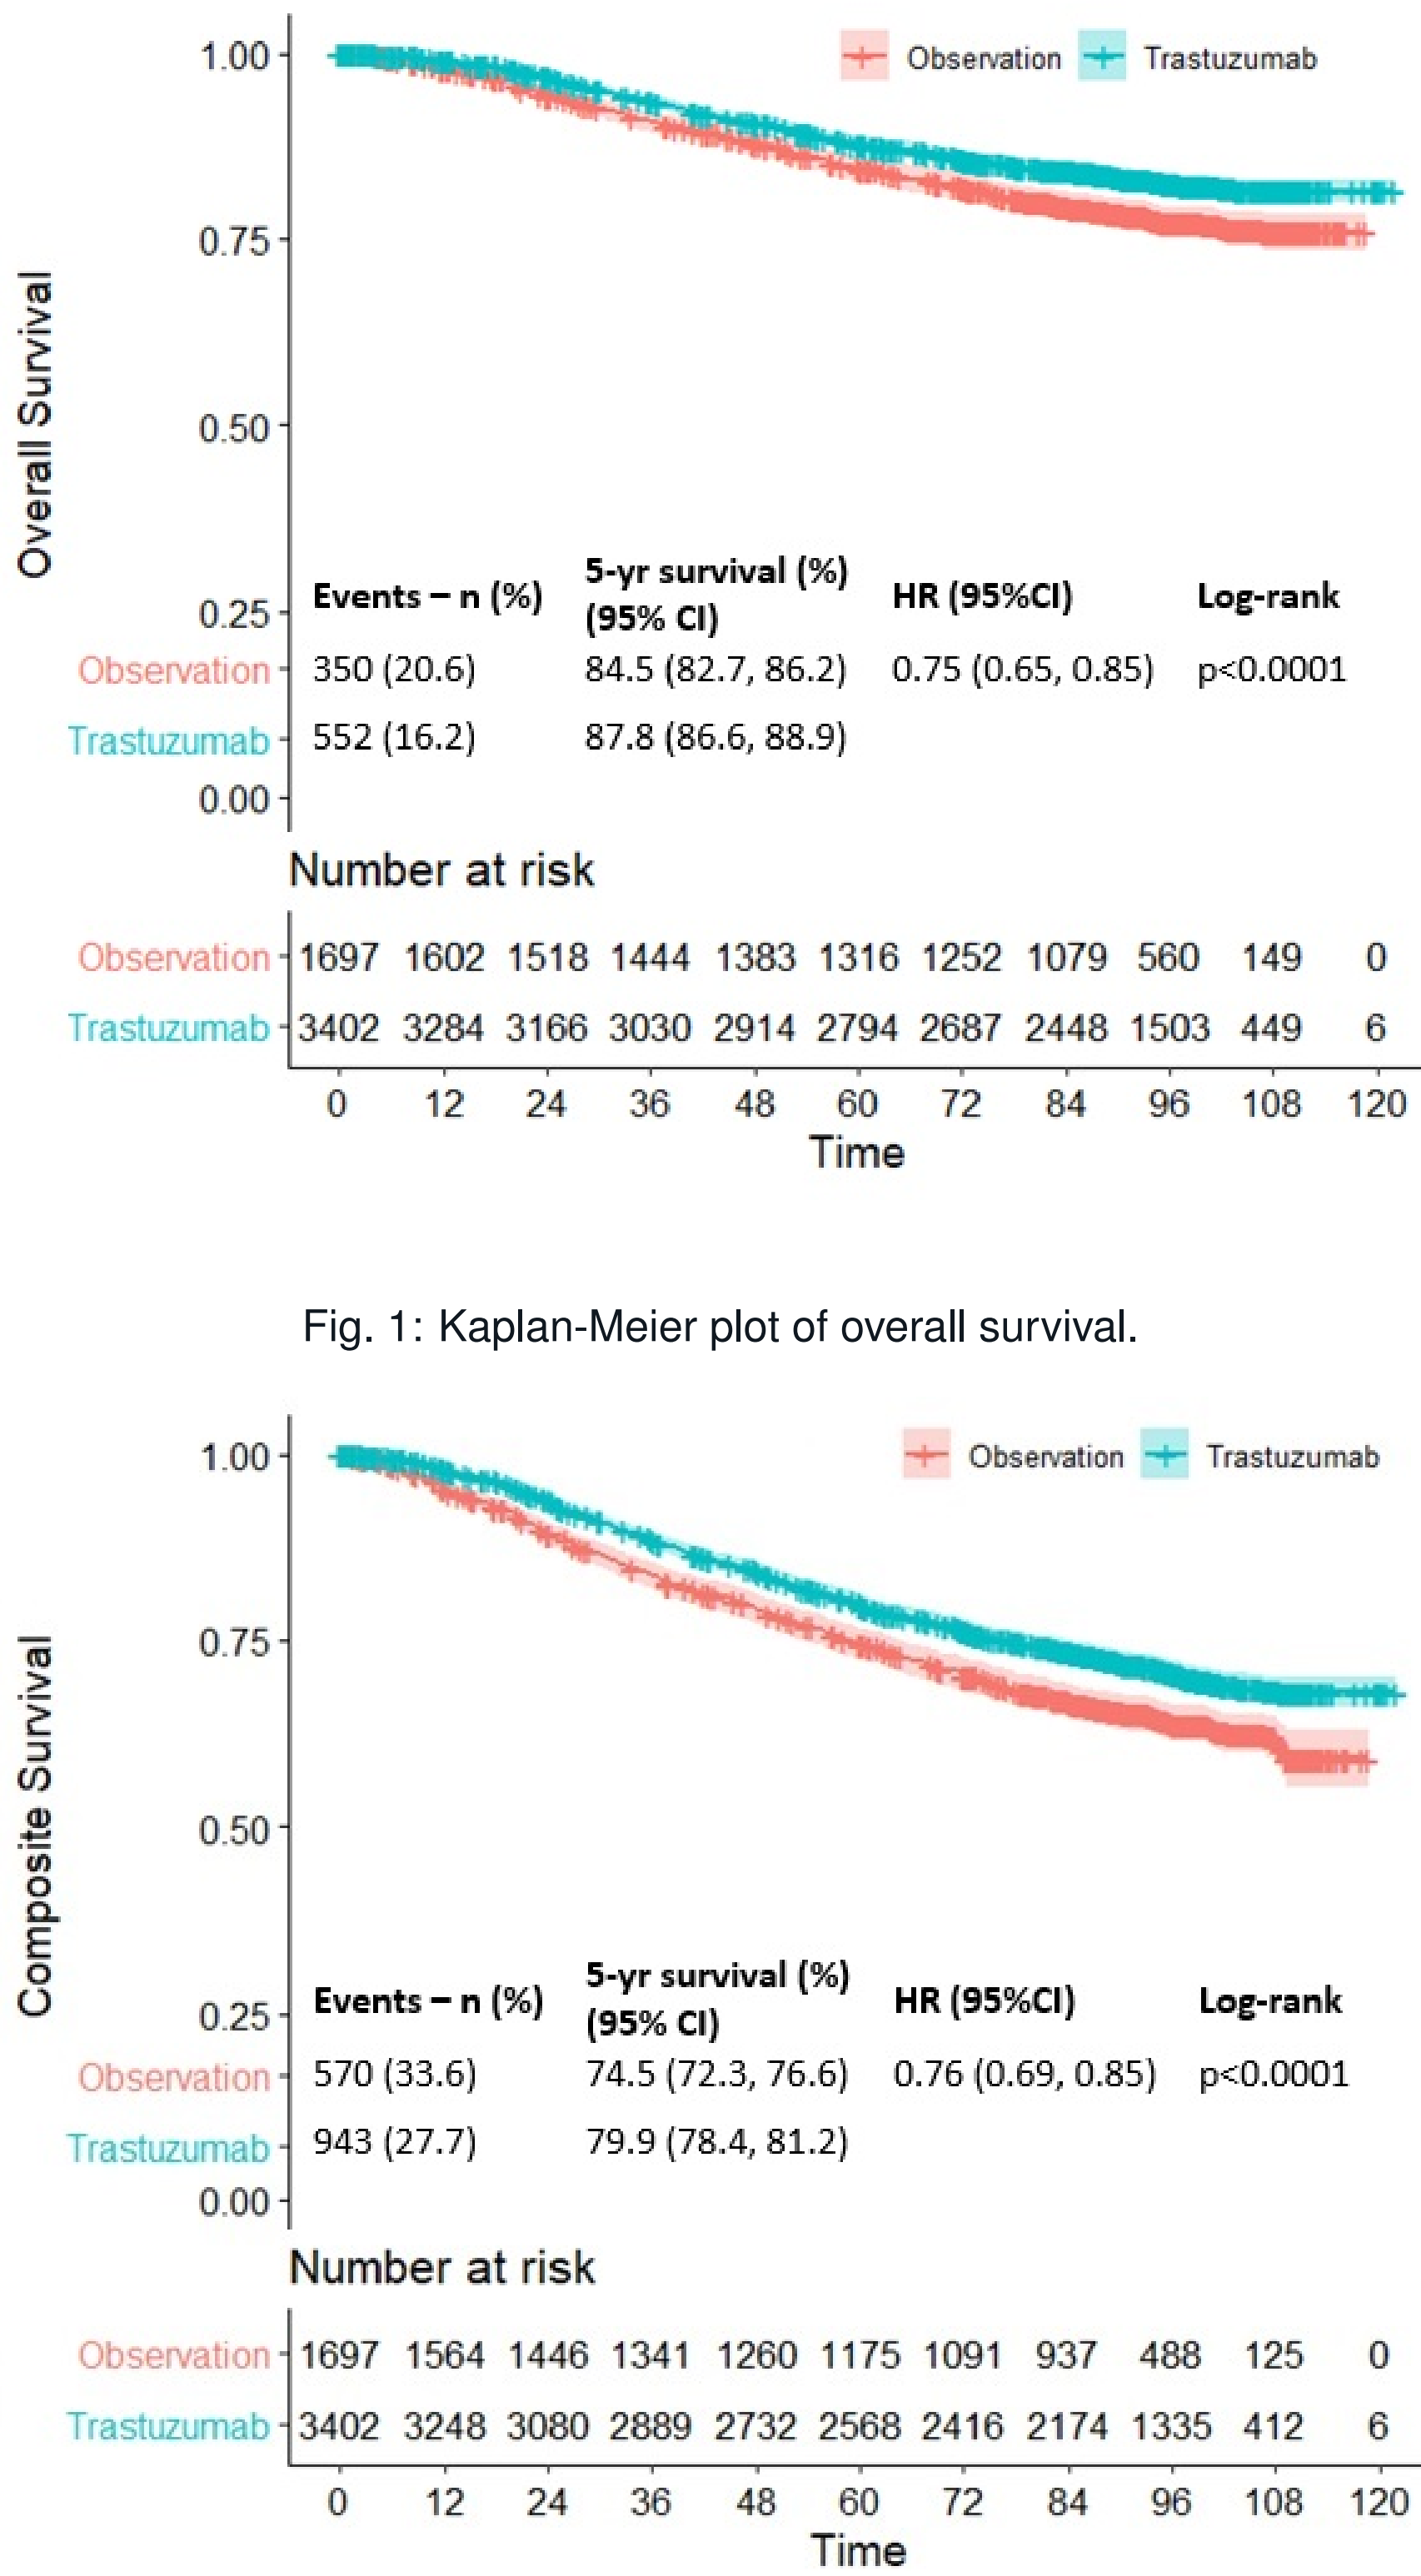 Observation Trastuzumab
1.00
0.75
0.50
0.25
0.00
Overall Survival
Events – n (%) 5-yr survival (%) (95% CI) HR (95%CI) Log-rank
Observation 350 (20.6) 84.5 (82.7, 86.2) 0.75 (0.65, 0.85) p<0.0001
Trastuzumab 552 (16.2) 87.8 (86.6, 88.9)
Number at risk
Observation 1697 1602 1518 1444 1383 1316 1252 1079 560 149 0
Trastuzumab 3402 3284 3166 3030 2914 2794 2687 2448 1503 449 6
0 12 24 36 48 60 72 84 96 108 120
Time
Fig. 1: Kaplan-Meier plot of overall survival.
Observation Trastuzumab
1.00
0.75
0.50
0.25
0.00
Composite Survival
Events – n (%) 5-yr survival (%) (95% CI) HR (95%CI) Log-rank
Observation 570 (33.6) 74.5 (72.3, 76.6) 0.76 (0.69, 0.85) p<0.0001
Trastuzumab 943 (27.7) 79.9 (78.4, 81.2)
Number at risk
Observation 1697 1564 1446 1341 1260 1175 1091 937 488 125 0
Trastuzumab 3402 3248 3080 2889 2732 2568 2416 2174 1335 412 6
0 12 24 36 48 60 72 84 96 108 120
Time